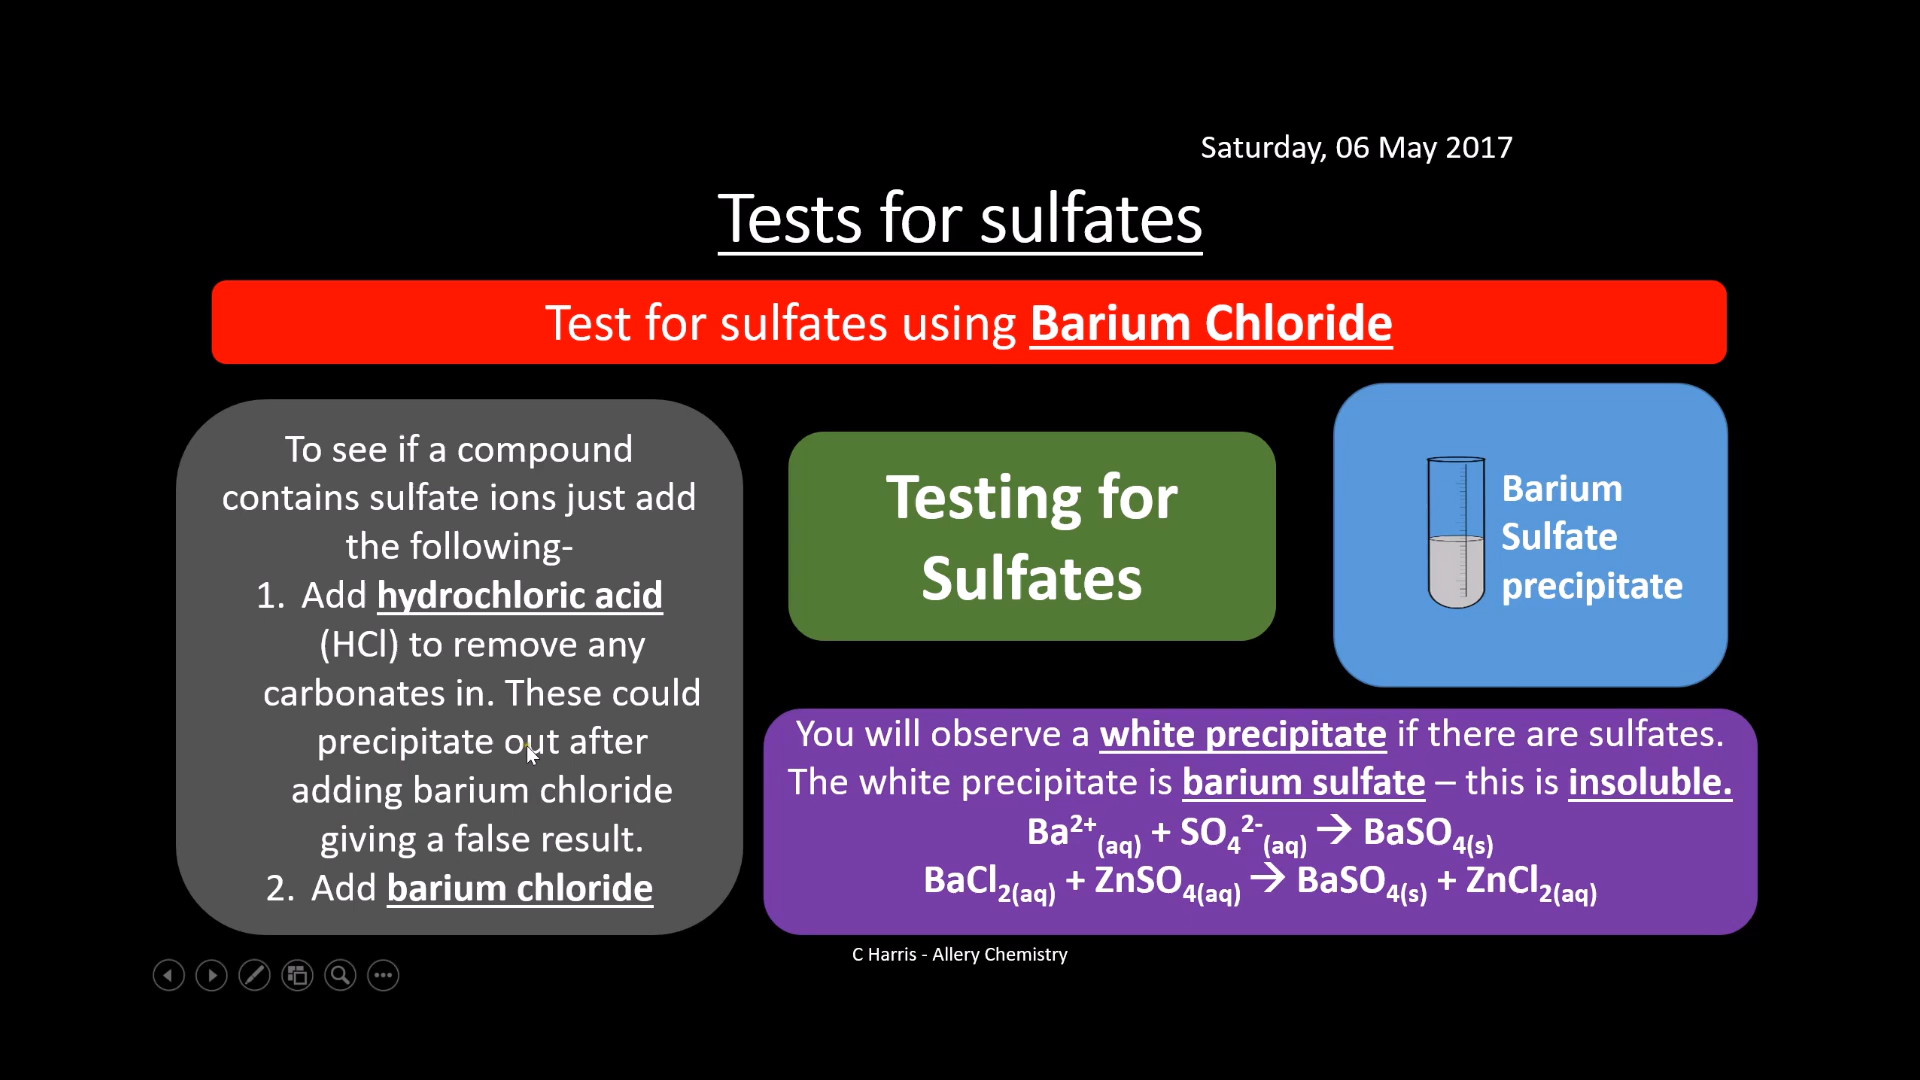 Saturday, 06 May 2017
Tests for sulfates
Test for sulfates using Barium Chloride
To see if a compound
contains sulfate ions just add
the following-
1. Add hydrochloric acid
(HCl) to remove any
carbonates in. These could
precipitate out after
adding barium chloride
giving a false result.
2. Add barium chloride
Testing for
Sulfates
Barium
Sulfate
precipitate
You will observe a white precipitate if there are sulfates.
The white precipitate is barium sulfate – this is insoluble.
Ba²⁺(aq) + SO₄²⁻(aq) → BaSO₄(s)
BaCl₂(aq) + ZnSO₄(aq) → BaSO₄(s) + ZnCl₂(aq)
C Harris - Allery Chemistry